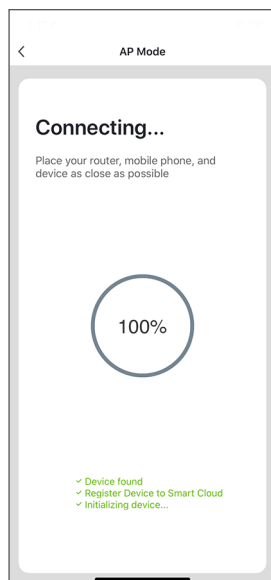 AP Mode
Connecting...
Place your router, mobile phone, and
device as close as possible
100%
Device found
Register Device to Smart Cloud
Initializing device...